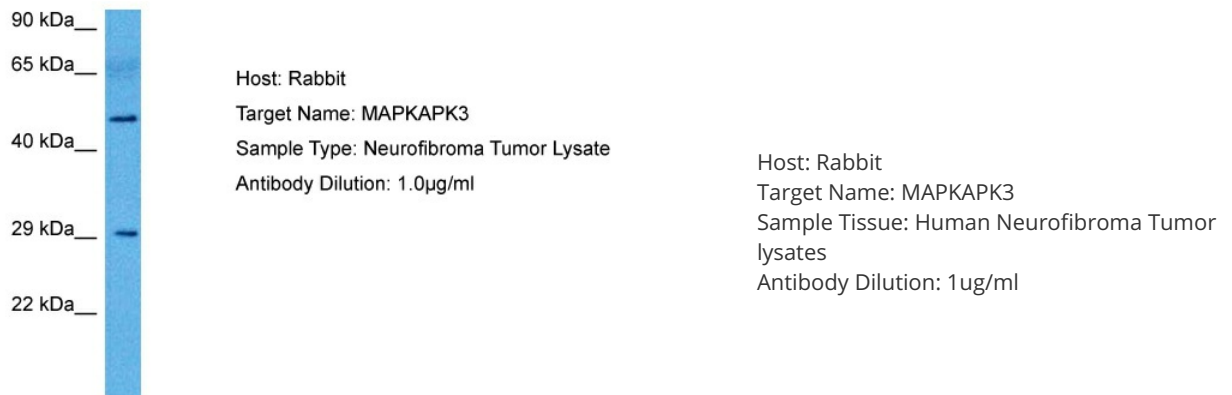 90 kDa__
65 kDa__
40 kDa__
29 kDa__
22 kDa__
Host: Rabbit
Target Name: MAPKAPK3
Sample Type: Neurofibroma Tumor Lysate
Antibody Dilution: 1.0µg/ml
Host: Rabbit
Target Name: MAPKAPK3
Sample Tissue: Human Neurofibroma Tumor
lysates
Antibody Dilution: 1ug/ml